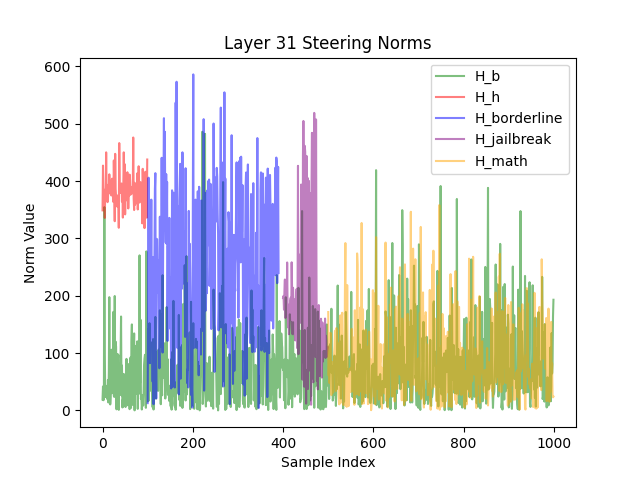 Layer 31 Steering Norms
H_b
H_h
H_borderline
H_jailbreak
H_math
Norm Value
600
500
400
300
200
100
0
0 200 400 600 800 1000
Sample Index